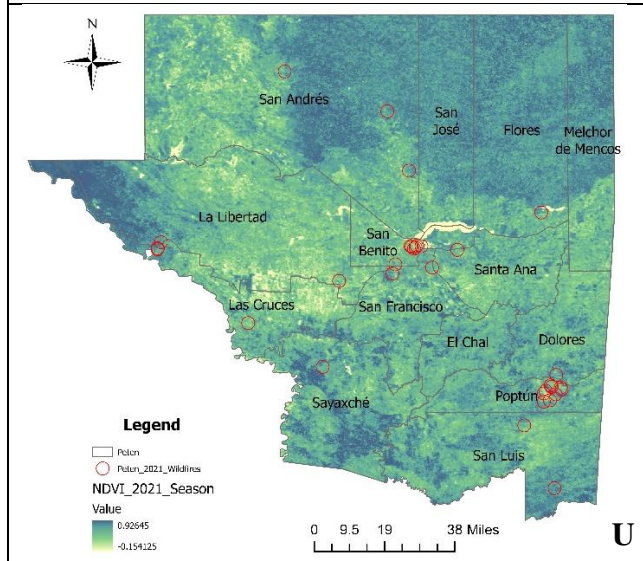 N
San Andrés
San
José
Flores
Melchor
de Mencos
La Libertad
San
Benito
Santa Ana
Las Cruces
San Francisco
El Chal
Dolores
Sayaxché
Poptún
San Luis
Legend
Peten
Peten_2021_Wildfires
NDVI_2021_Season
Value
0.92645
-0.154125
0 9.5 19 38 Miles
U